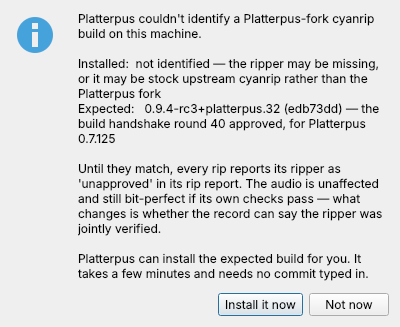 Platterpus couldn't identify a Platterpus-fork cyanrip
build on this machine.
Installed:  not identified — the ripper may be missing,
or it may be stock upstream cyanrip rather than the
Platterpus fork
Expected:   0.9.4-rc3+platterpus.32 (edb73dd) — the
build handshake round 40 approved, for Platterpus
0.7.125
Until they match, every rip reports its ripper as
'unapproved' in its rip report. The audio is unaffected
and still bit-perfect if its own checks pass — what
changes is whether the record can say the ripper was
jointly verified.
Platterpus can install the expected build for you. It
takes a few minutes and needs no commit typed in.
Install it now
Not now